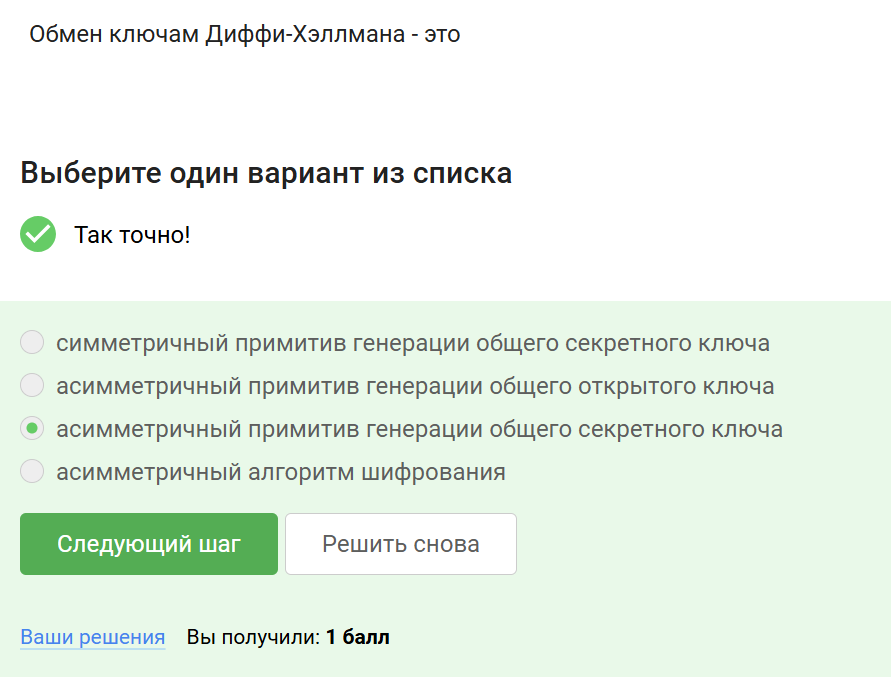 Обмен ключам Диффи-Хэллмана - это
Выберите один вариант из списка
Так точно!
симметричный примитив генерации общего секретного ключа
асимметричный примитив генерации общего открытого ключа
асимметричный примитив генерации общего секретного ключа
асимметричный алгоритм шифрования
Следующий шаг
Решить снова
Ваши решения
Вы получили: 1 балл